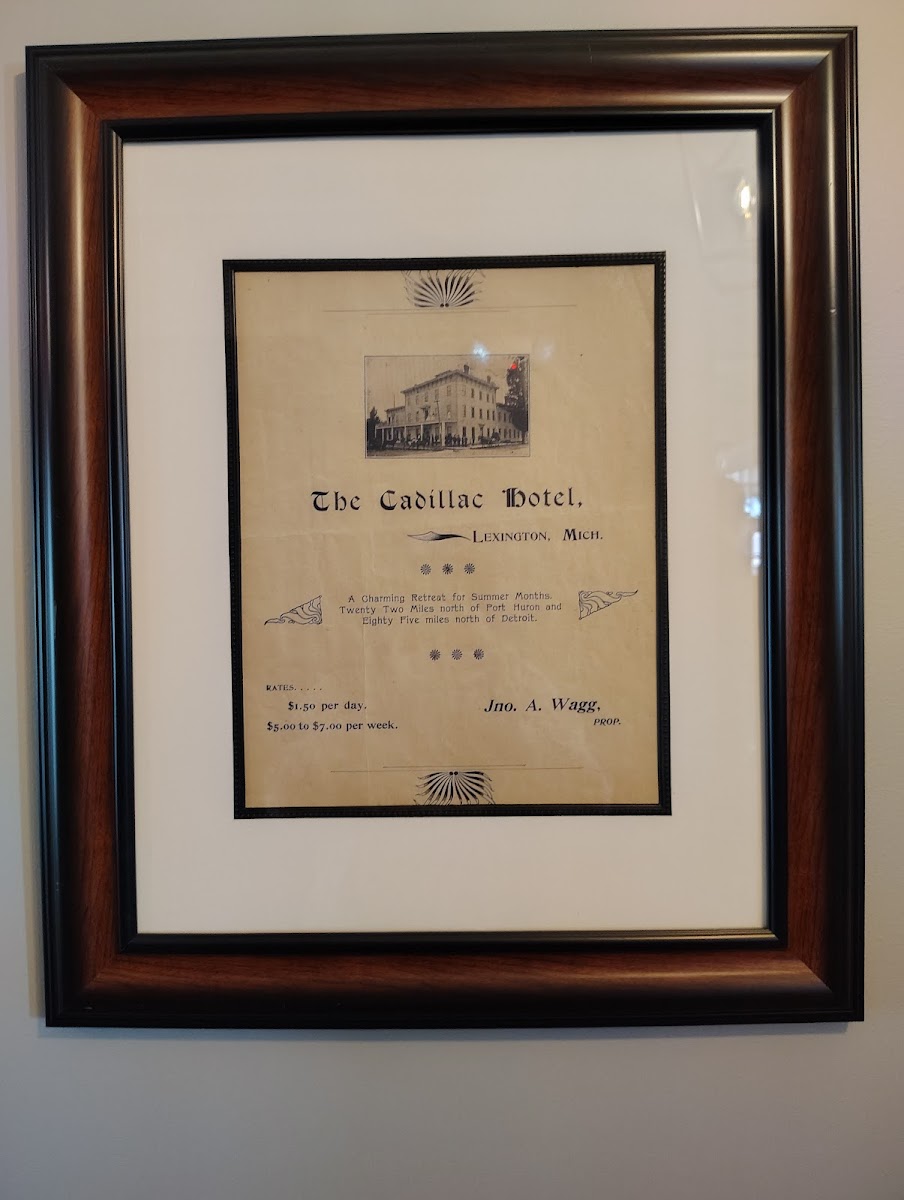 The Cadillac Hotel,
Lexington, Mich.
A Charming Retreat for Summer Months.
Twenty Two Miles north of Port Huron and
Eighty Five miles north of Detroit.
RATES. . . . .
$1.50 per day.
$5.00 to $7.00 per week.
Jno. A. Wagg,
PROP.